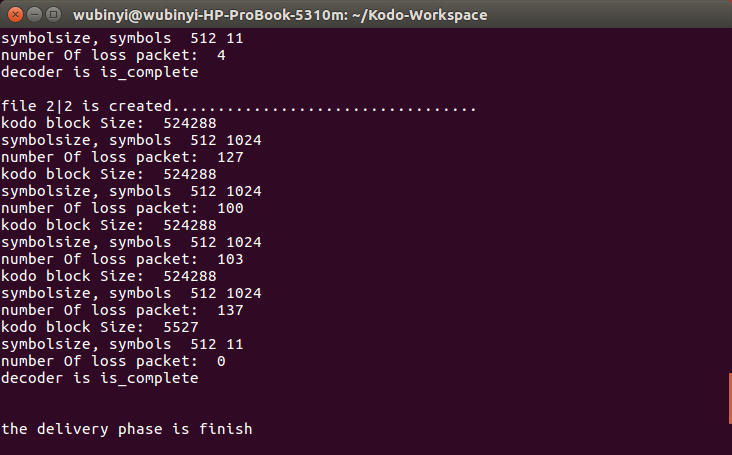 wubinyi@wubinyi-HP-ProBook-5310m: ~/Kodo-Workspace
symbolsize, symbols  512 11
number Of loss packet:  4
decoder is is_complete
file 2|2 is created..................................
kodo block Size:  524288
symbolsize, symbols  512 1024
number Of loss packet:  127
kodo block Size:  524288
symbolsize, symbols  512 1024
number Of loss packet:  100
kodo block Size:  524288
symbolsize, symbols  512 1024
number Of loss packet:  103
kodo block Size:  524288
symbolsize, symbols  512 1024
number Of loss packet:  137
kodo block Size:  5527
symbolsize, symbols  512 11
number Of loss packet:  0
decoder is is_complete
the delivery phase is finish